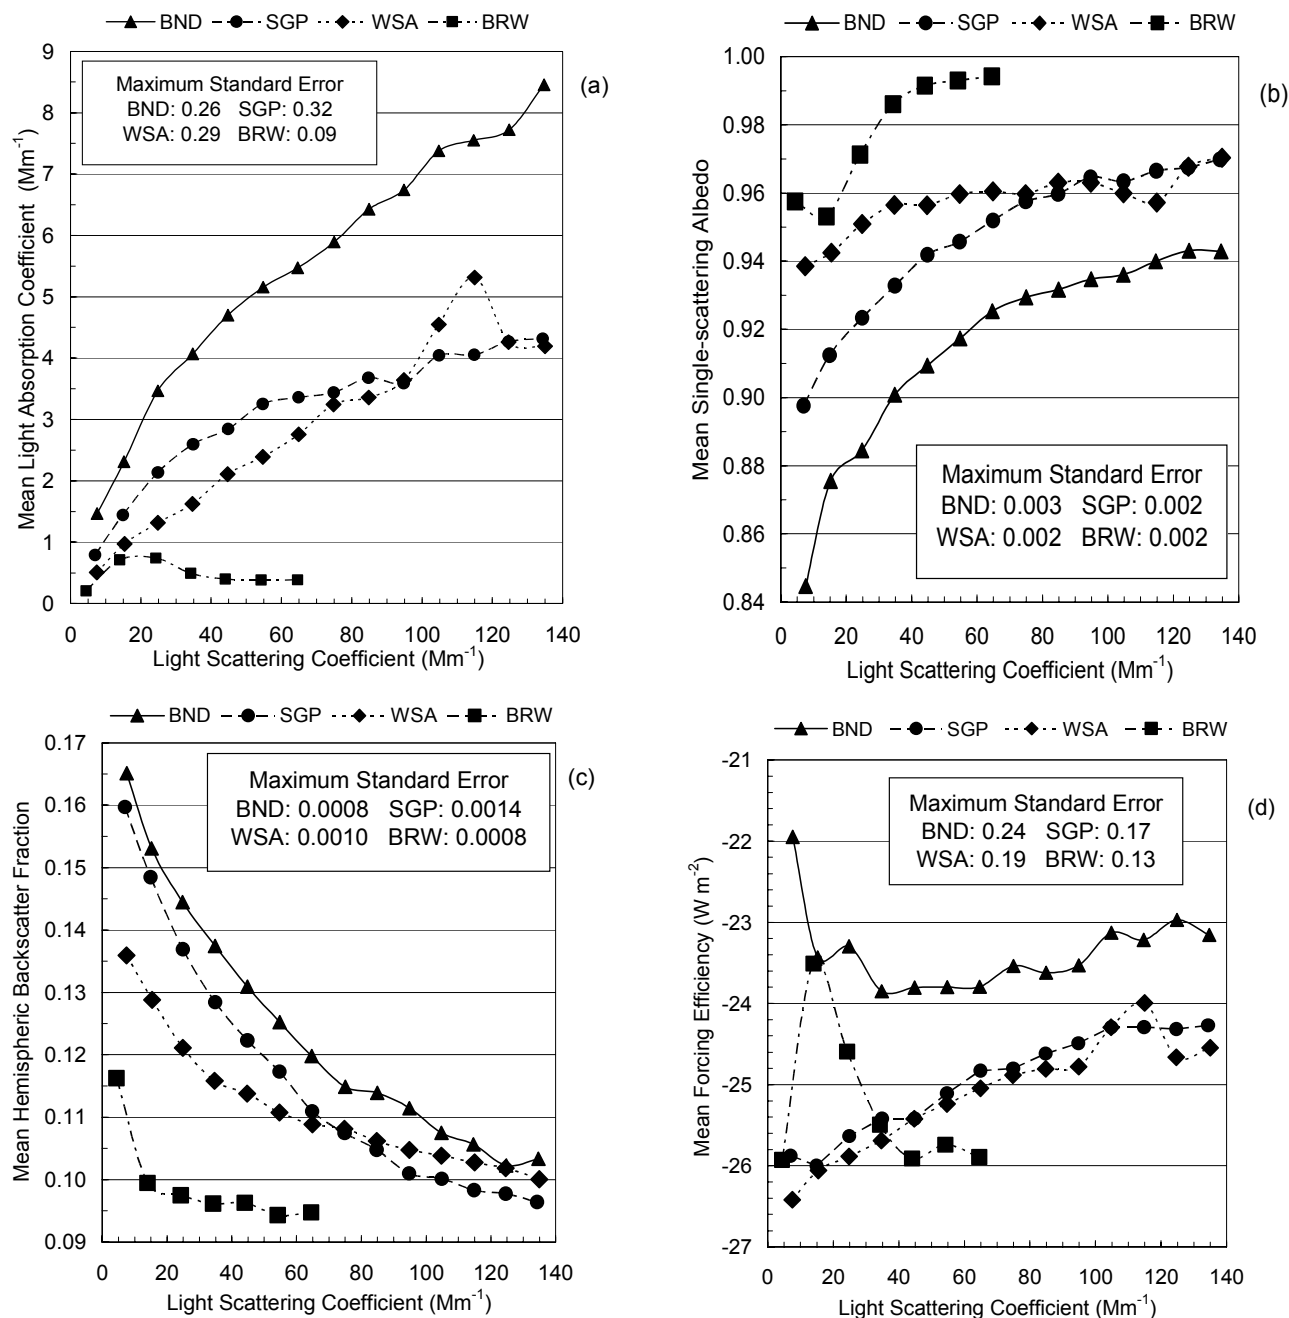 BND SGP WSA BRW
9
8
7
6
5
4
3
2
1
0
Mean Light Absorption Coefficient (Mm-1)
Maximum Standard Error
BND: 0.26 SGP: 0.32
WSA: 0.29 BRW: 0.09
(a)
0 20 40 60 80 100 120 140
Light Scattering Coefficient (Mm-1)
BND SGP WSA BRW
1.00
0.98
0.96
0.94
0.92
0.90
0.88
0.86
0.84
Mean Single-scattering Albedo
(b)
Maximum Standard Error
BND: 0.003 SGP: 0.002
WSA: 0.002 BRW: 0.002
0 20 40 60 80 100 120 140
Light Scattering Coefficient (Mm-1)
BND SGP WSA BRW
0.17
0.16
0.15
0.14
0.13
0.12
0.11
0.10
0.09
Mean Hemispheric Backscatter Fraction
Maximum Standard Error
BND: 0.0008 SGP: 0.0014
WSA: 0.0010 BRW: 0.0008
(c)
0 20 40 60 80 100 120 140
Light Scattering Coefficient (Mm-1)
BND SGP WSA BRW
-21
-22
-23
-24
-25
-26
-27
Mean Forcing Efficiency (W m-2)
Maximum Standard Error
BND: 0.24 SGP: 0.17
WSA: 0.19 BRW: 0.13
(d)
0 20 40 60 80 100 120 140
Light Scattering Coefficient (Mm-1)